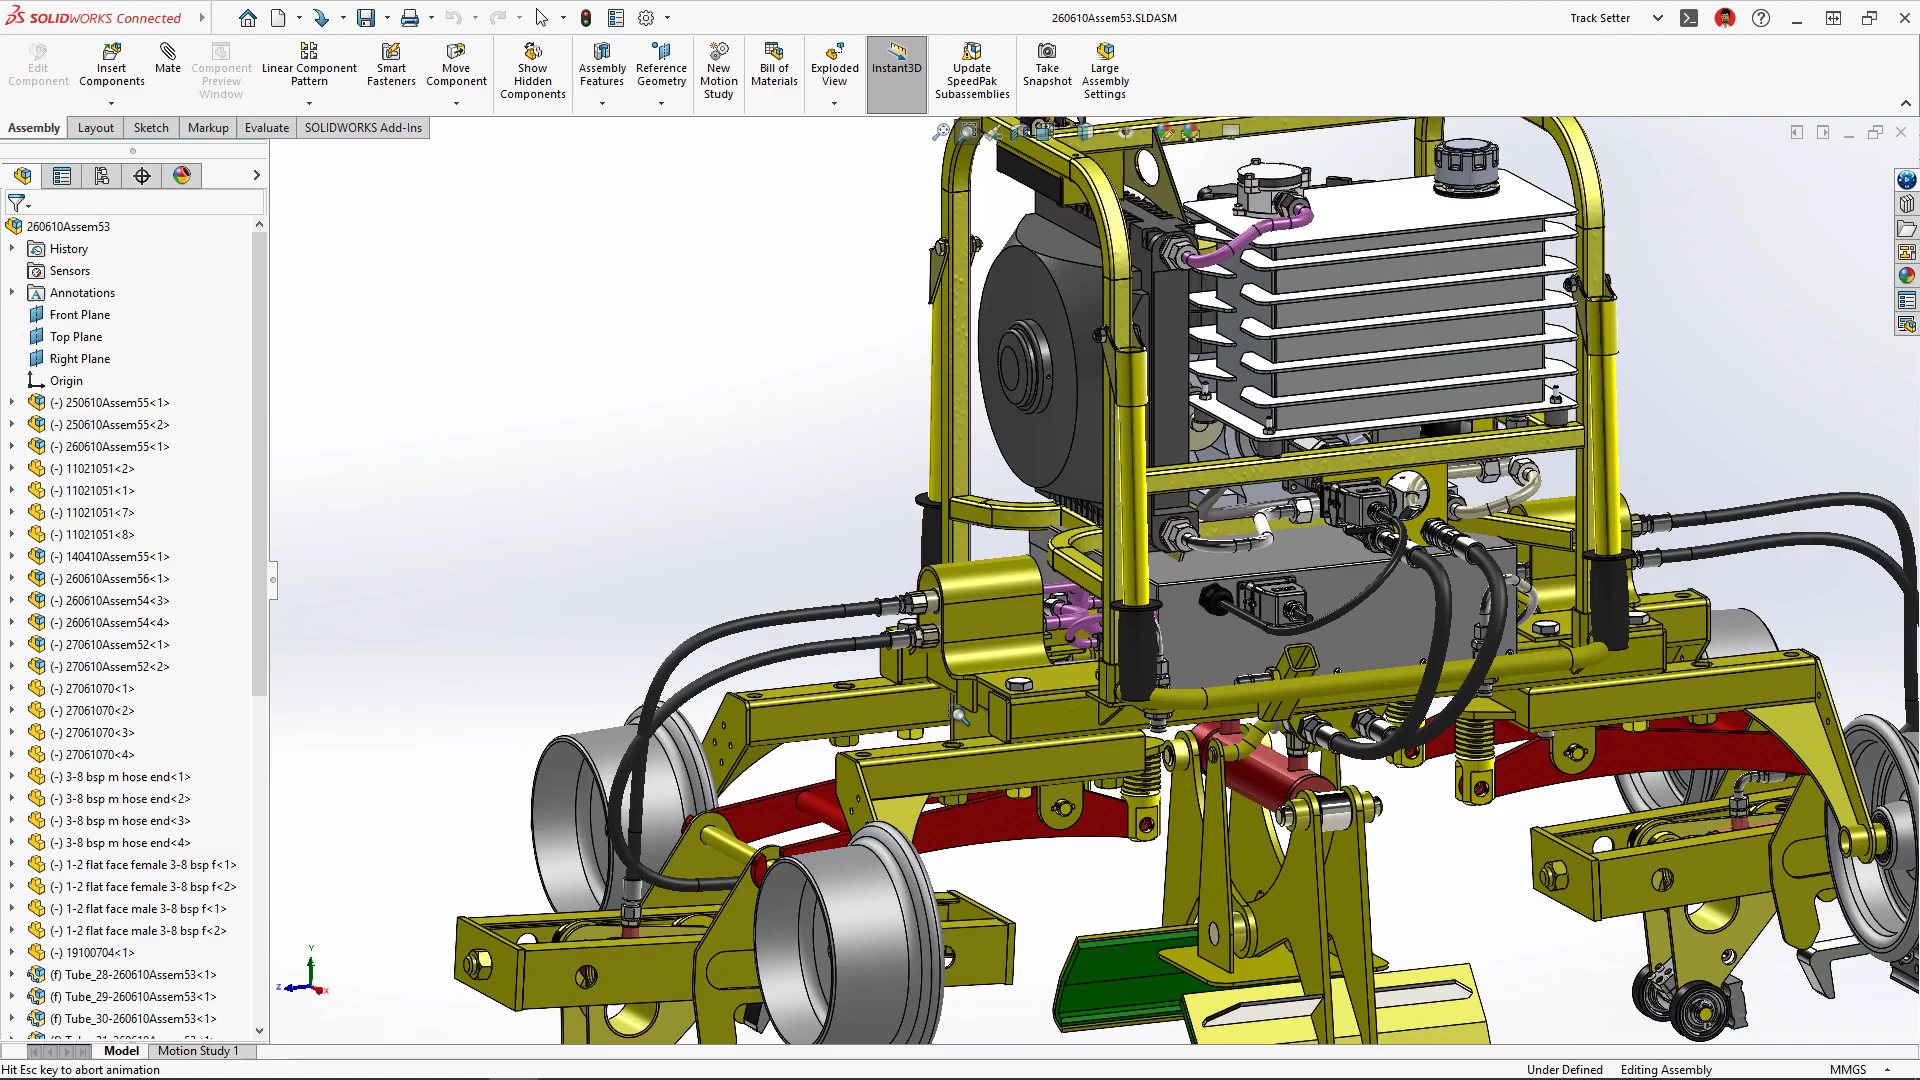 SOLIDWORKS Connected
260610Assem53.SLDASM
Track Setter
Edit Component
Insert Components
Mate
Component Preview Window
Linear Component Pattern
Smart Fasteners
Move Component
Show Hidden Components
Assembly Features
Reference Geometry
New Motion Study
Bill of Materials
Exploded View
Instant3D
Update SpeedPak Subassemblies
Take Snapshot
Large Assembly Settings
Assembly
Layout
Sketch
Markup
Evaluate
SOLIDWORKS Add-Ins
260610Assem53
History
Sensors
Annotations
Front Plane
Top Plane
Right Plane
Origin
(-) 250610Assem55<1>
(-) 250610Assem55<2>
(-) 260610Assem55<1>
(-) 11021051<2>
(-) 11021051<1>
(-) 11021051<7>
(-) 11021051<8>
(-) 140410Assem55<1>
(-) 260610Assem56<1>
(-) 260610Assem54<3>
(-) 260610Assem54<4>
(-) 270610Assem52<1>
(-) 270610Assem52<2>
(-) 27061070<1>
(-) 27061070<2>
(-) 27061070<3>
(-) 27061070<4>
(-) 3-8 bsp m hose end<1>
(-) 3-8 bsp m hose end<2>
(-) 3-8 bsp m hose end<3>
(-) 3-8 bsp m hose end<4>
(-) 1-2 flat face female 3-8 bsp f<1>
(-) 1-2 flat face female 3-8 bsp f<2>
(-) 1-2 flat face male 3-8 bsp f<1>
(-) 1-2 flat face male 3-8 bsp f<2>
(-) 19100704<1>
(f) Tube_28-260610Assem53<1>
(f) Tube_29-260610Assem53<1>
(f) Tube_30-260610Assem53<1>
Y
Z
X
Model
Motion Study 1
Hit Esc key to abort animation
Under Defined
Editing Assembly
MMGS